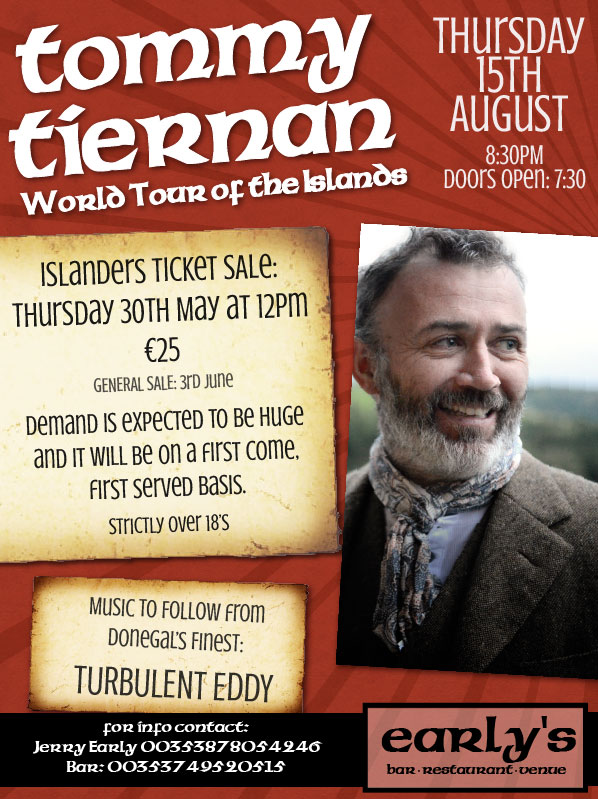 Tommy
Tiernan
World Tour of the Islands
Thursday
15th
August
8:30pm
Doors open: 7:30
Islanders Ticket Sale:
Thursday 30th May at 12pm
€25
General Sale: 3rd June
Demand is expected to be huge
and it will be on a first come,
first served basis.
Strictly over 18's
Music to follow from
Donegal's finest:
Turbulent Eddy
for info contact:
Jerry Early 00353878054246
Bar: 00353749520515
early's
bar · restaurant · venue